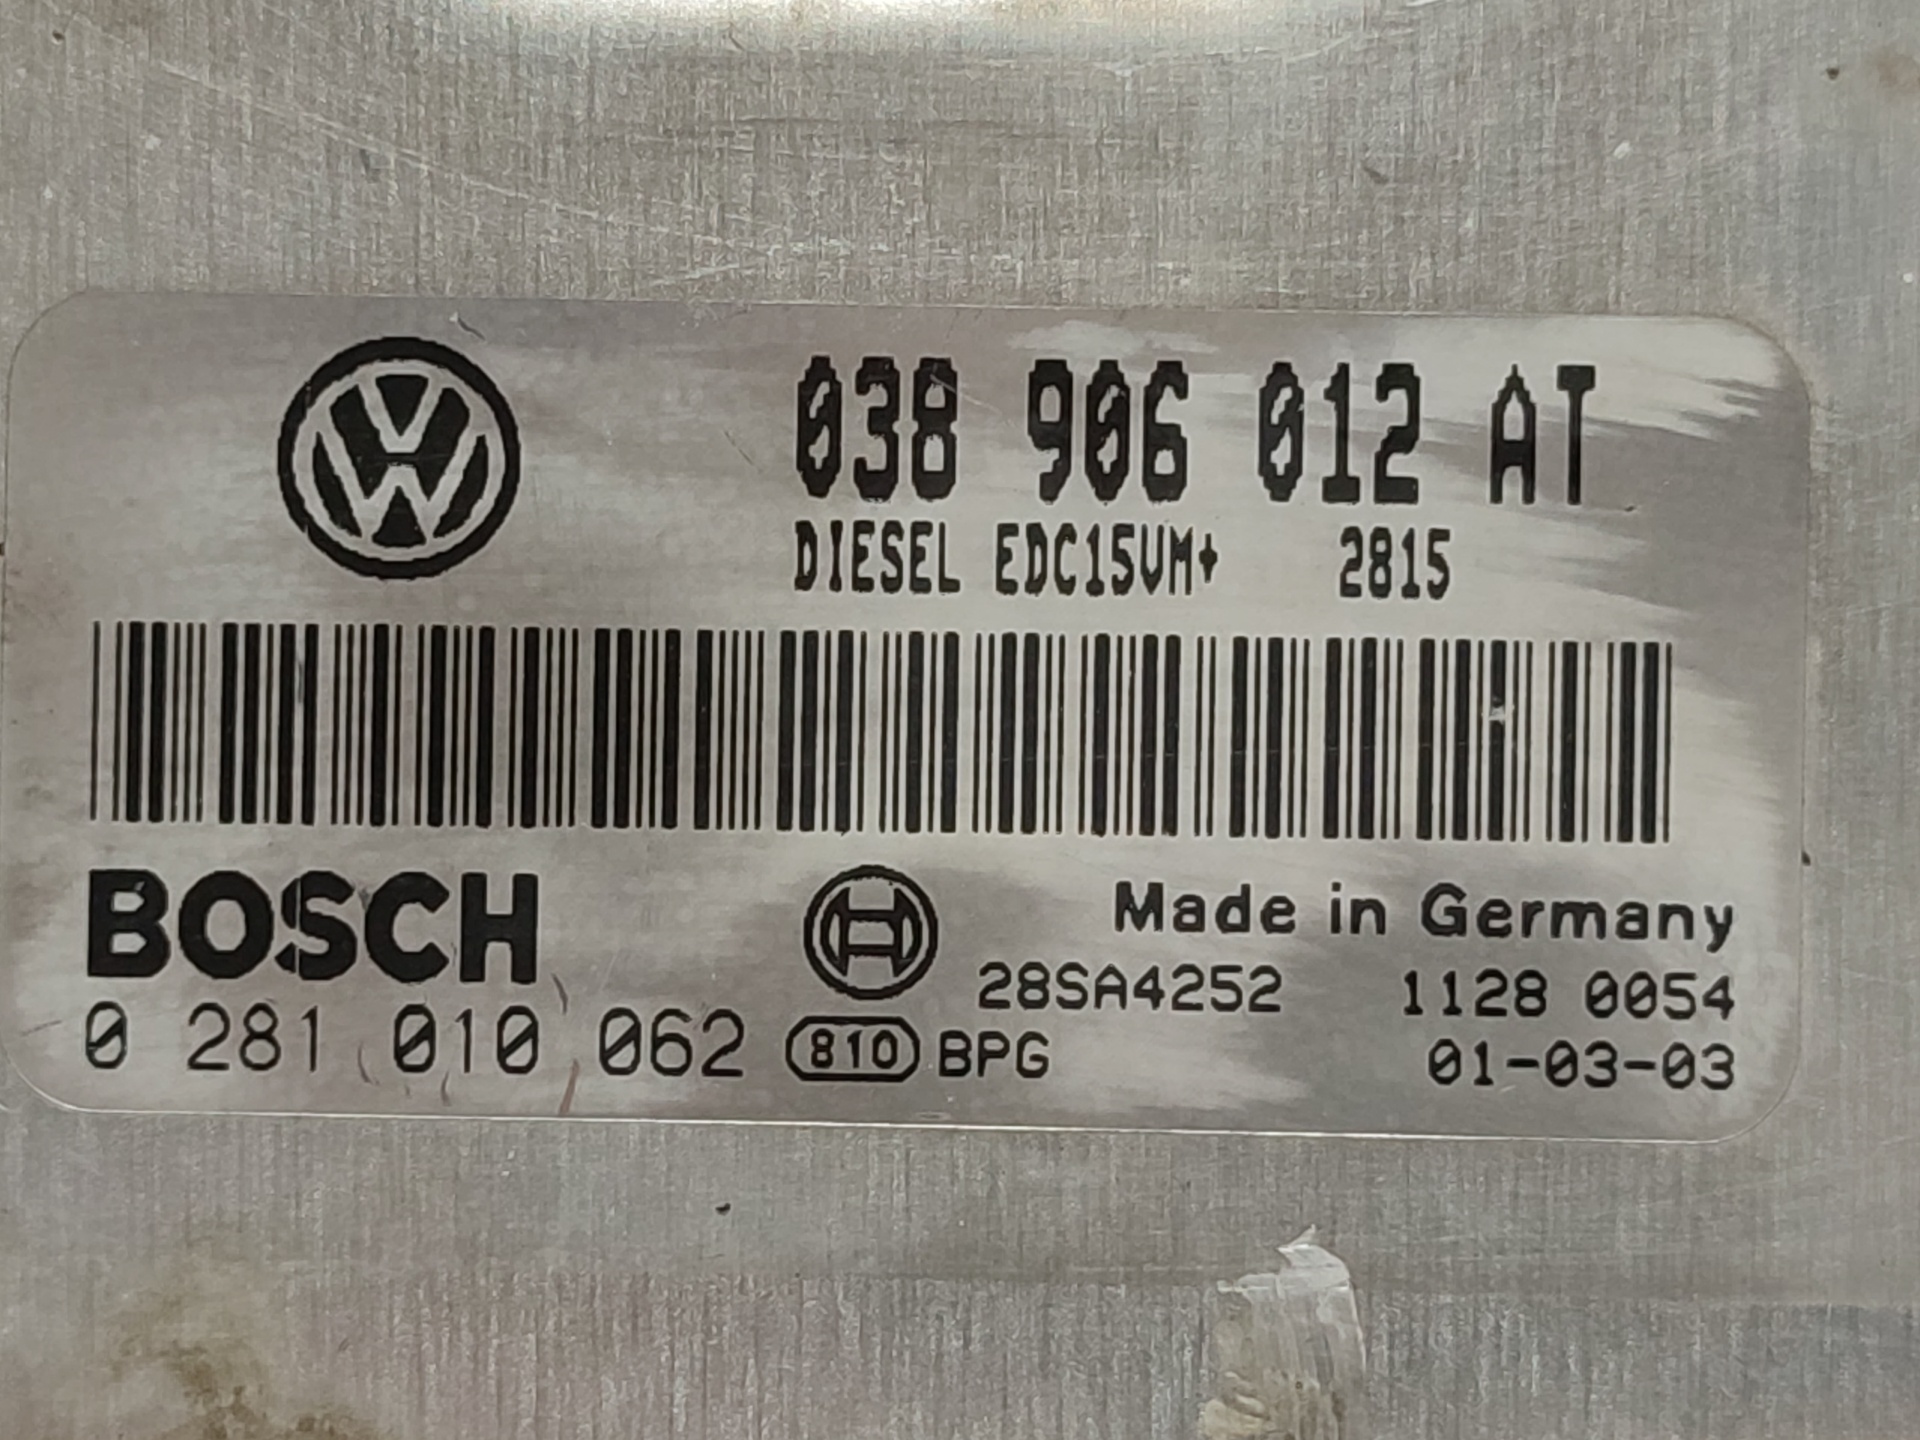 038 906 012 AT
DIESEL EDC15VM+ 2815
BOSCH
Made in Germany
28SA4252 1128 0054
0 281 010 062 810 BPG 01-03-03